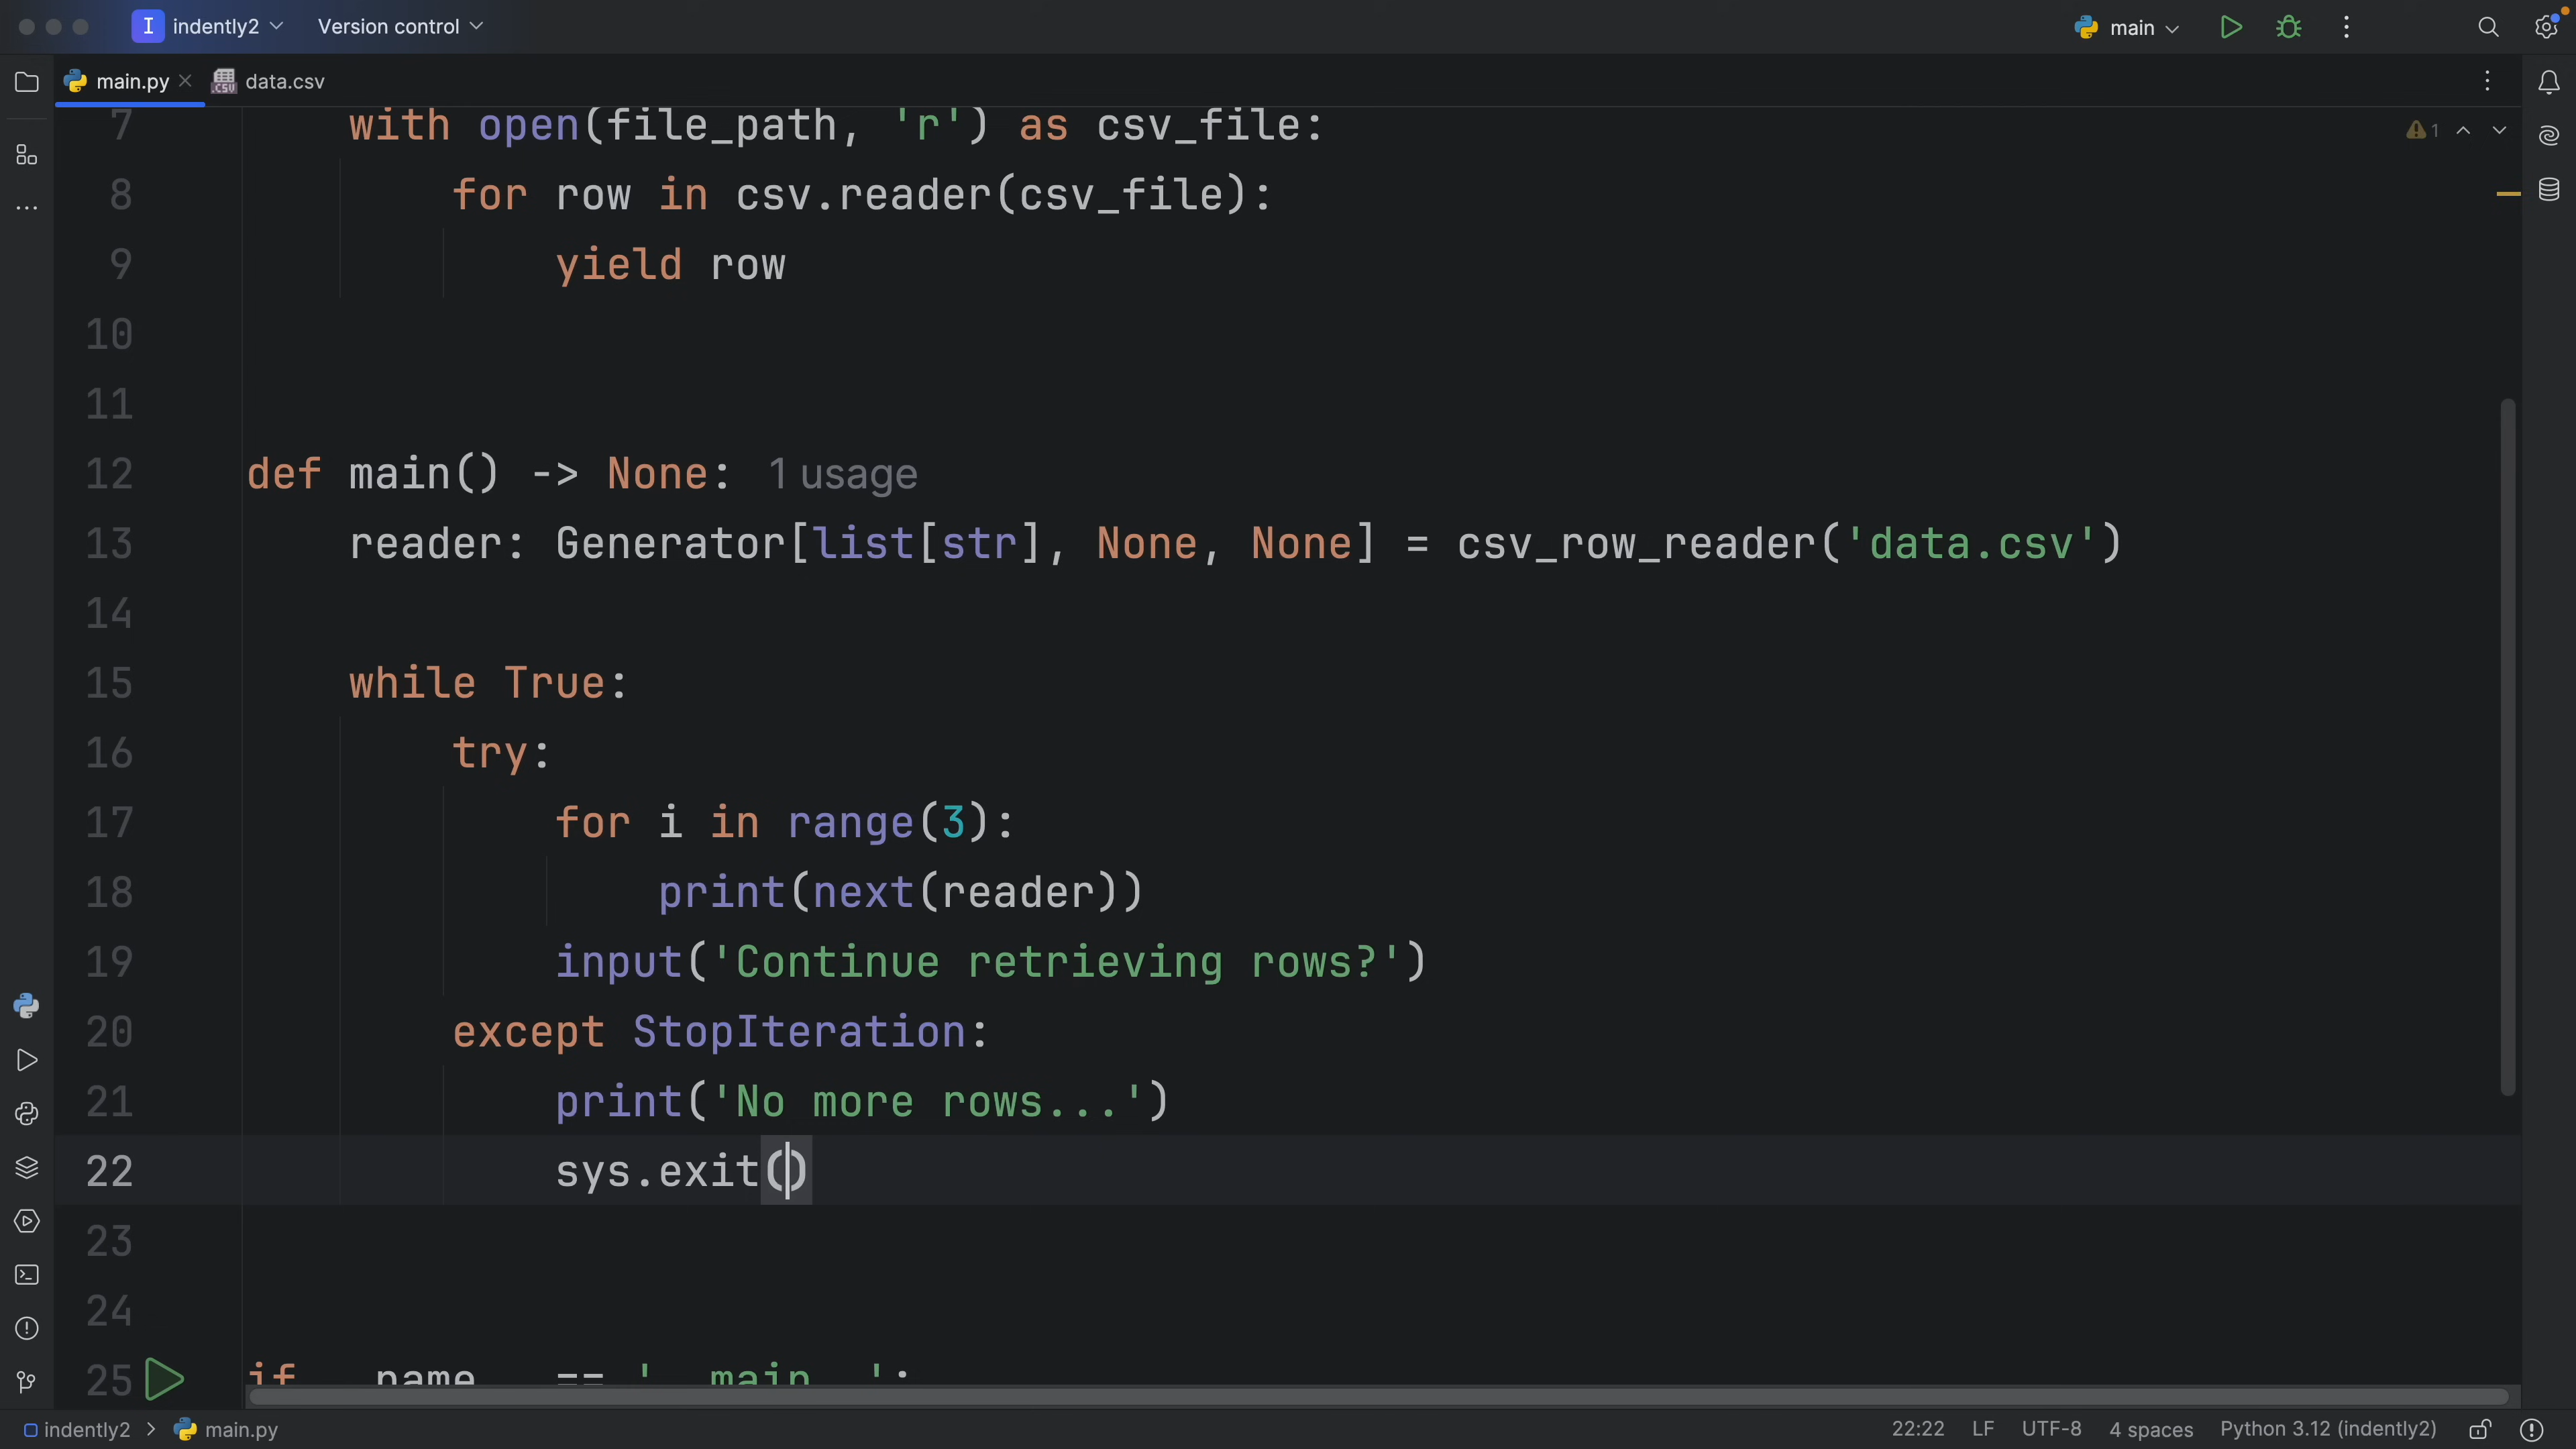 I indently2 Version control main
main.py data.csv
7 with open(file_path, 'r') as csv_file: 1
8 for row in csv.reader(csv_file):
9 yield row
10
11
12 def main() -> None: 1 usage
13 reader: Generator[list[str], None, None] = csv_row_reader('data.csv')
14
15 while True:
16 try:
17 for i in range(3):
18 print(next(reader))
19 input('Continue retrieving rows?')
20 except StopIteration:
21 print('No more rows...')
22 sys.exit()
23
24
25 if __name__ == '__main__':
indently2 > main.py 22:22 LF UTF-8 4 spaces Python 3.12 (indently2)